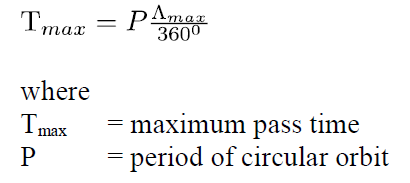 T_max = P Λ_max/360⁰
where
T_max = maximum pass time
P = period of circular orbit